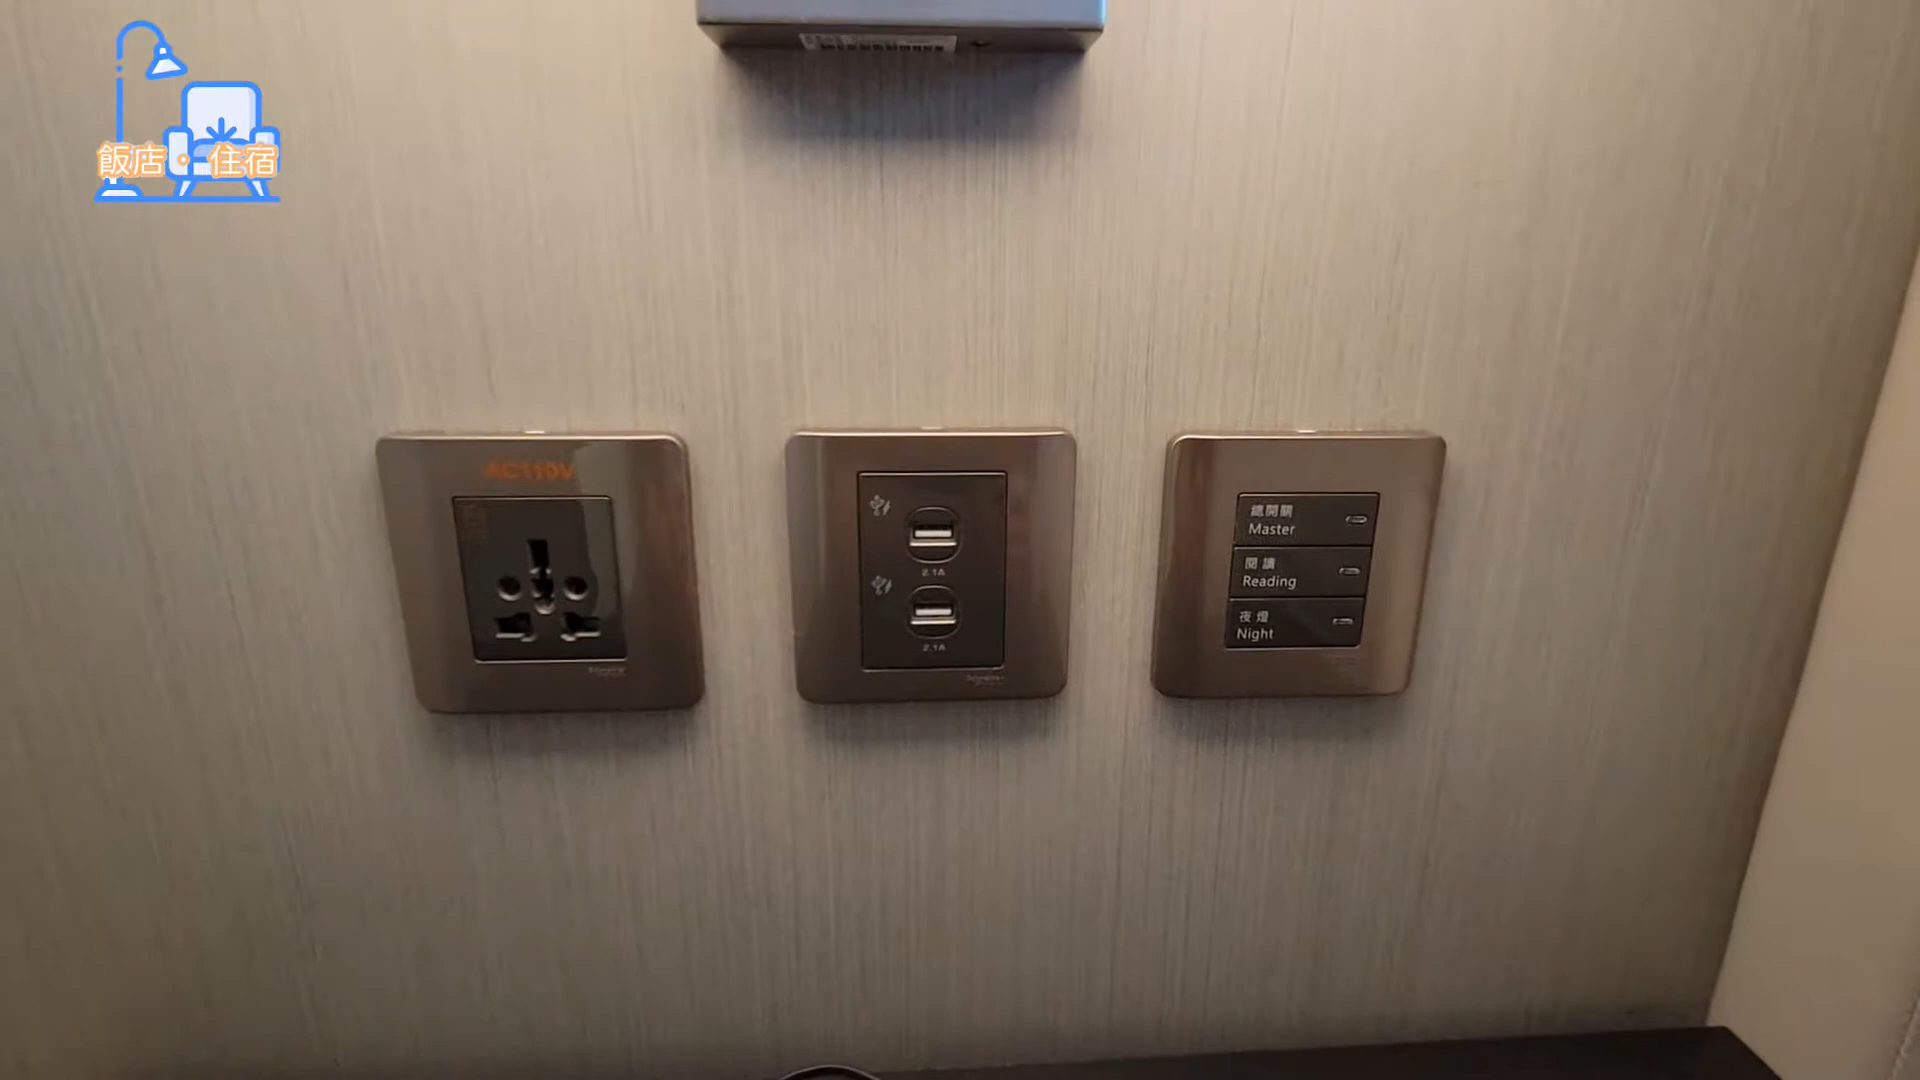 飯店・住宿
AC110V
2.1A
2.1A
總開關
Master
閱讀
Reading
夜燈
Night